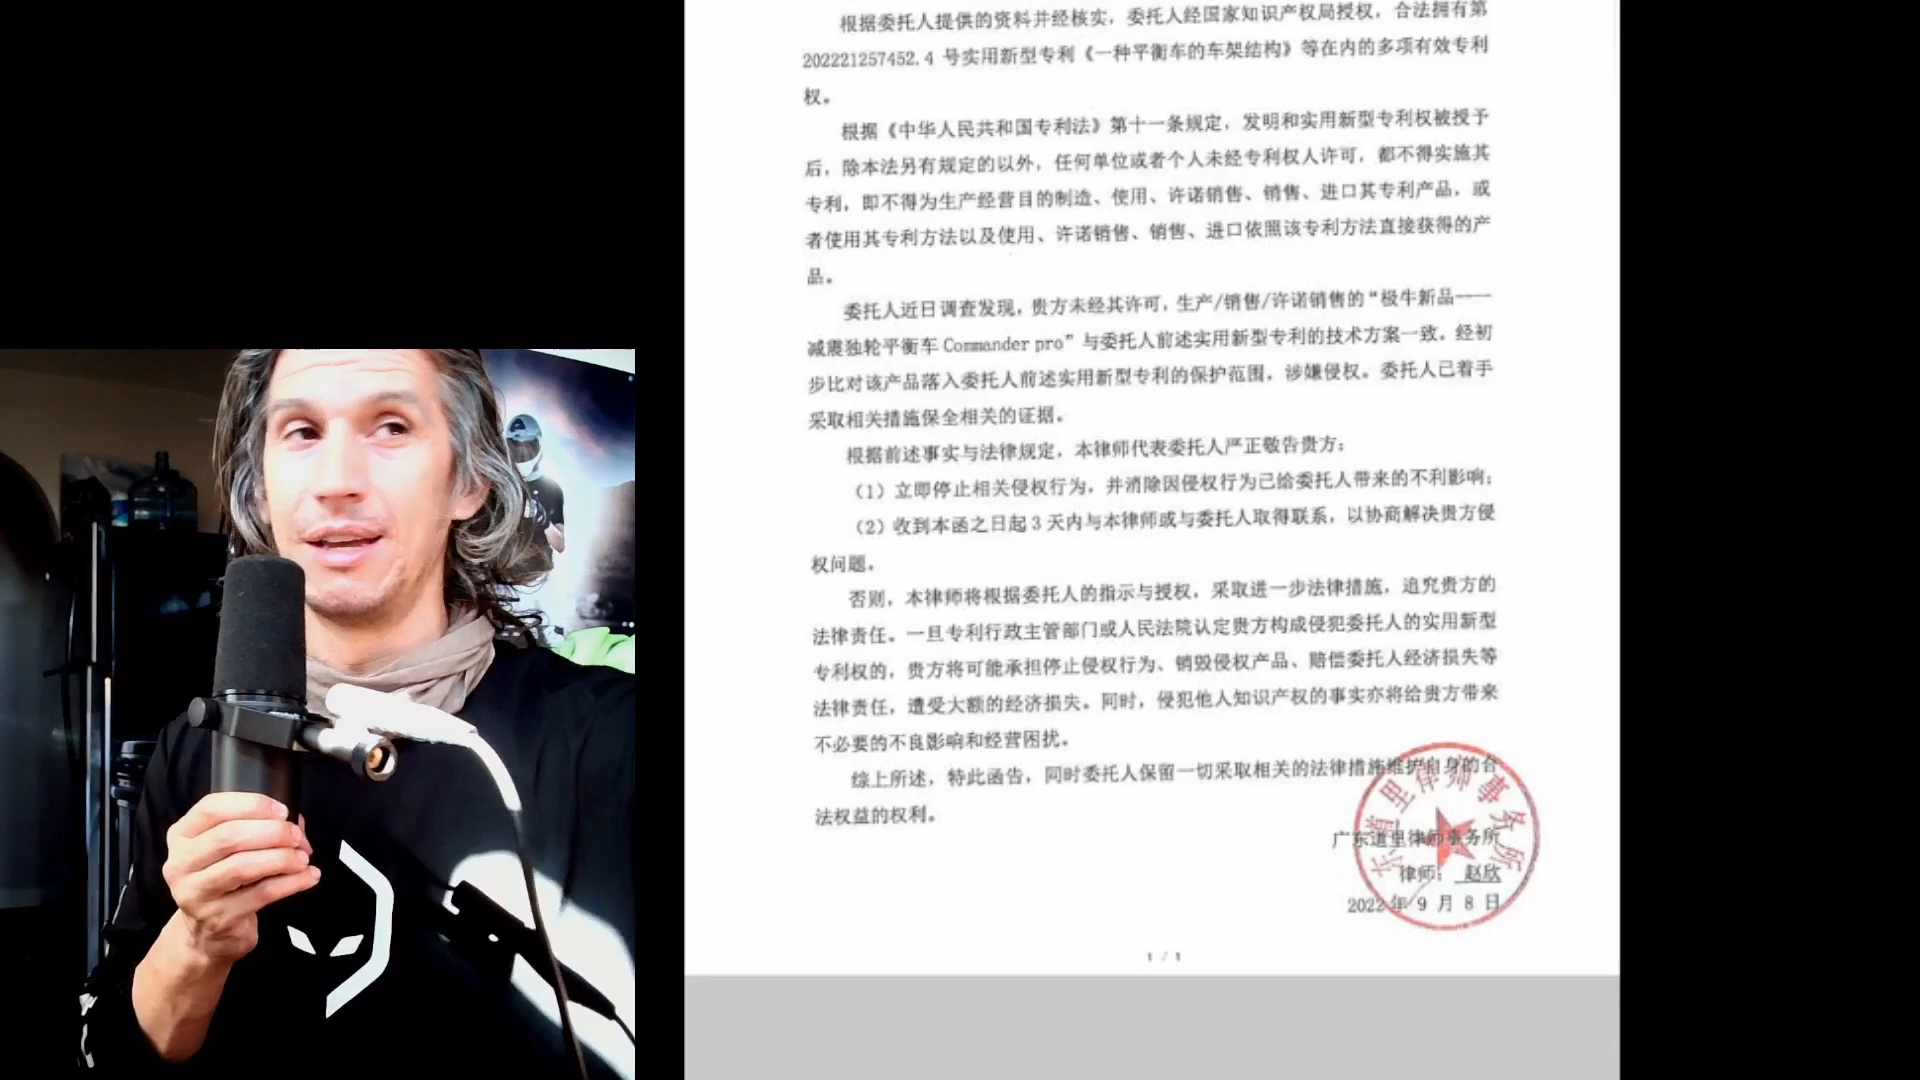 根据委托人提供的资料并经核实，委托人经国家知识产权局授权，合法拥有第
202221257452.4 号实用新型专利《一种平衡车的车架结构》等在内的多项有效专利
权。
根据《中华人民共和国专利法》第十一条规定，发明和实用新型专利权被授予
后，除本法另有规定的以外，任何单位或者个人未经专利权人许可，都不得实施其
专利，即不得为生产经营目的制造、使用、许诺销售、销售、进口其专利产品，或
者使用其专利方法以及使用、许诺销售、销售、进口依照该专利方法直接获得的产
品。
委托人近日调查发现，贵方未经其许可，生产/销售/许诺销售的“极牛新品----
减震独轮平衡车 Commander pro”与委托人前述实用新型专利的技术方案一致。经初
步比对该产品落入委托人前述实用新型专利的保护范围，涉嫌侵权。委托人已着手
采取相关措施保全相关的证据。
根据前述事实与法律规定，本律师代表委托人严正敬告贵方：
（1）立即停止相关侵权行为，并消除因侵权行为已给委托人带来的不利影响；
（2）收到本函之日起 3 天内与本律师或与委托人取得联系，以协商解决贵方侵
权问题。
否则，本律师将根据委托人的指示与授权，采取进一步法律措施，追究贵方的
法律责任。一旦专利行政主管部门或人民法院认定贵方构成侵犯委托人的实用新型
专利权的，贵方将可能承担停止侵权行为、销毁侵权产品、赔偿委托人经济损失等
法律责任，遭受大额的经济损失。同时，侵犯他人知识产权的事实亦将给贵方带来
不必要的不良影响和经营困扰。
综上所述，特此函告，同时委托人保留一切采取相关的法律措施维护自身的合
法权益的权利。
广东道里律师事务所
律师：赵欣
2022 年 9 月 8 日
东道里律师事务所
1 / 1